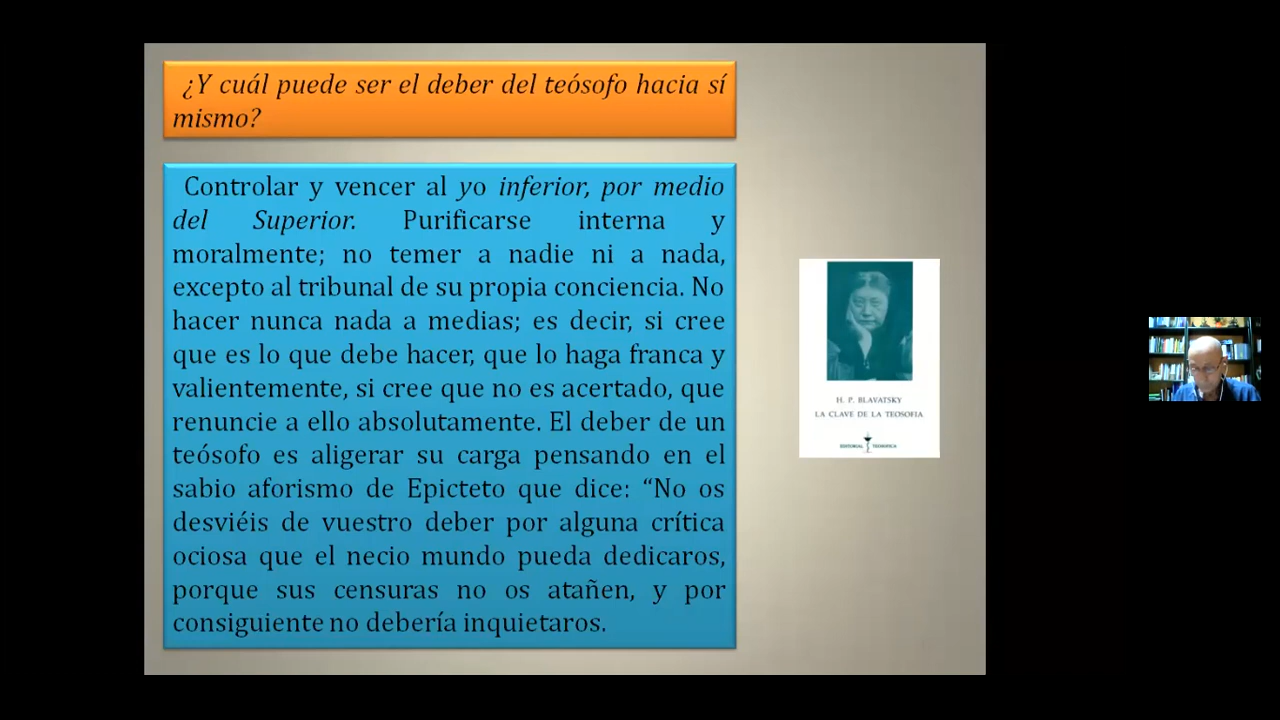 ¿Y cuál puede ser el deber del teósofo hacia sí
mismo?
Controlar y vencer al yo inferior, por medio
del Superior. Purificarse interna y
moralmente; no temer a nadie ni a nada,
excepto al tribunal de su propia conciencia. No
hacer nunca nada a medias; es decir, si cree
que es lo que debe hacer, que lo haga franca y
valientemente, si cree que no es acertado, que
renuncie a ello absolutamente. El deber de un
teósofo es aligerar su carga pensando en el
sabio aforismo de Epicteto que dice: “No os
desviéis de vuestro deber por alguna crítica
ociosa que el necio mundo pueda dedicaros,
porque sus censuras no os atañen, y por
consiguiente no debería inquietaros.
H. P. BLAVATSKY
LA CLAVE DE LA TEOSOFIA
EDITORIAL TEOSOFICA